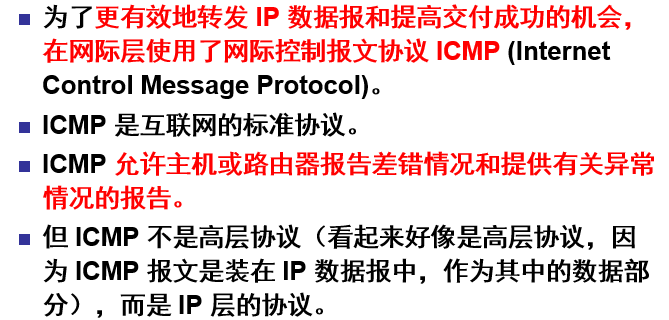 为了更有效地转发 IP 数据报和提高交付成功的机会，
在网际层使用了网际控制报文协议 ICMP (Internet
Control Message Protocol)。
ICMP 是互联网的标准协议。
ICMP 允许主机或路由器报告差错情况和提供有关异常
情况的报告。
但 ICMP 不是高层协议（看起来好像是高层协议，因
为 ICMP 报文是装在 IP 数据报中，作为其中的数据部
分），而是 IP 层的协议。